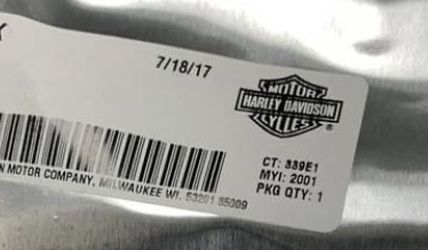 K
7/18/17
MOTOR
HARLEY-DAVIDSON
CYCLES
®
CT: 339E1
MYI: 2001
PKG QTY: 1
N MOTOR COMPANY, MILWAUKEE WI. 53201